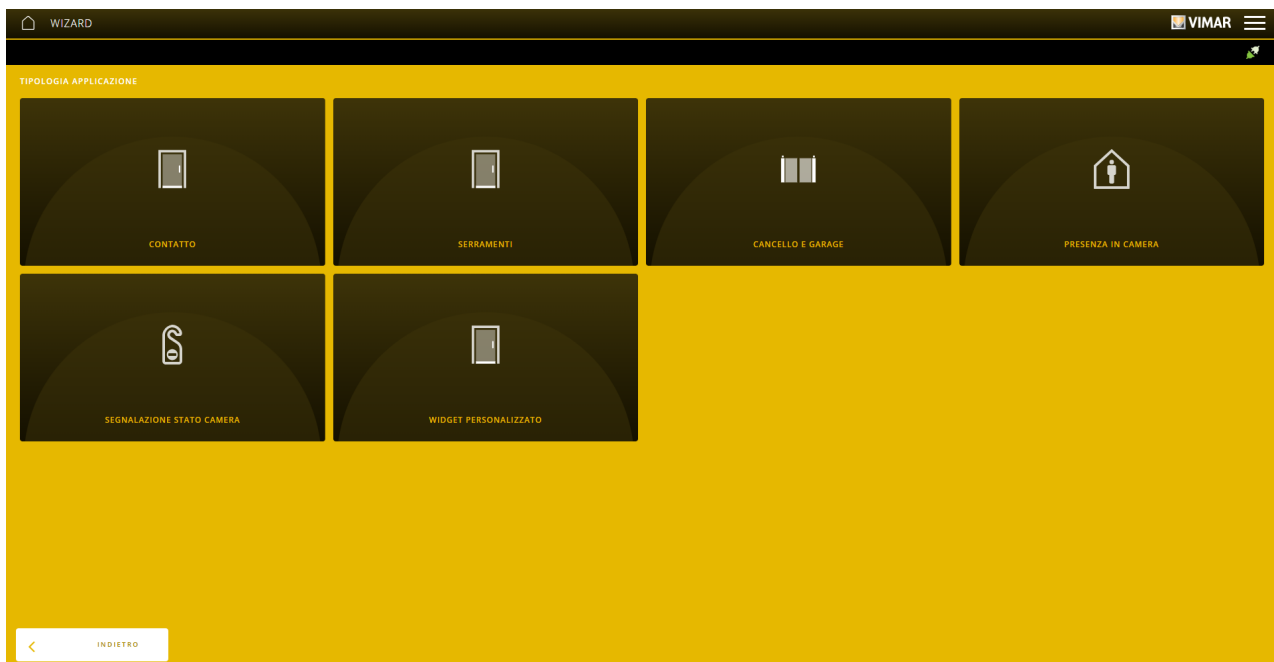 WIZARD
VIMAR
TIPOLOGIA APPLICAZIONE
CONTATTO
SERRAMENTI
CANCELLO E GARAGE
PRESENZA IN CAMERA
SEGNALAZIONE STATO CAMERA
WIDGET PERSONALIZZATO
INDIETRO